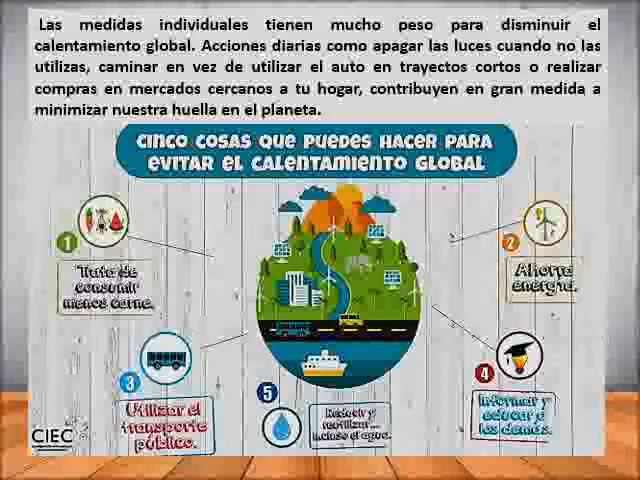 Las medidas individuales tienen mucho peso para disminuir el
calentamiento global. Acciones diarias como apagar las luces cuando no las
utilizas, caminar en vez de utilizar el auto en trayectos cortos o realizar
compras en mercados cercanos a tu hogar, contribuyen en gran medida a
minimizar nuestra huella en el planeta.
CINCO COSAS QUE PUEDES HACER PARA
EVITAR EL CALENTAMIENTO GLOBAL
1
Trata de
consumir
menos carne.
2
Ahorra
energía.
3
Utilizar el
transporte
público.
4
Informar y
educar a
los demás.
5
Reducir y
reutilizar...
incluso el agua.
CIEC